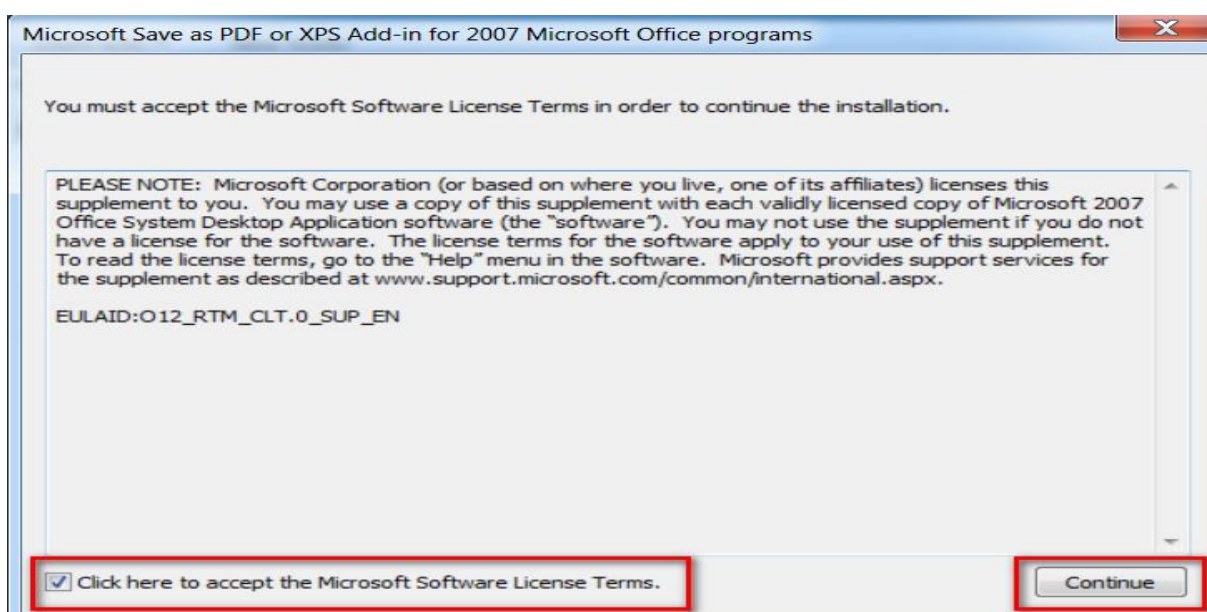 Microsoft Save as PDF or XPS Add-in for 2007 Microsoft Office programs
You must accept the Microsoft Software License Terms in order to continue the installation.
PLEASE NOTE:  Microsoft Corporation (or based on where you live, one of its affiliates) licenses this
supplement to you.  You may use a copy of this supplement with each validly licensed copy of Microsoft 2007
Office System Desktop Application software (the “software”).  You may not use the supplement if you do not
have a license for the software.  The license terms for the software apply to your use of this supplement.
To read the license terms, go to the “Help” menu in the software.  Microsoft provides support services for
the supplement as described at www.support.microsoft.com/common/international.aspx.
EULAID:O12_RTM_CLT.0_SUP_EN
Click here to accept the Microsoft Software License Terms.
Continue